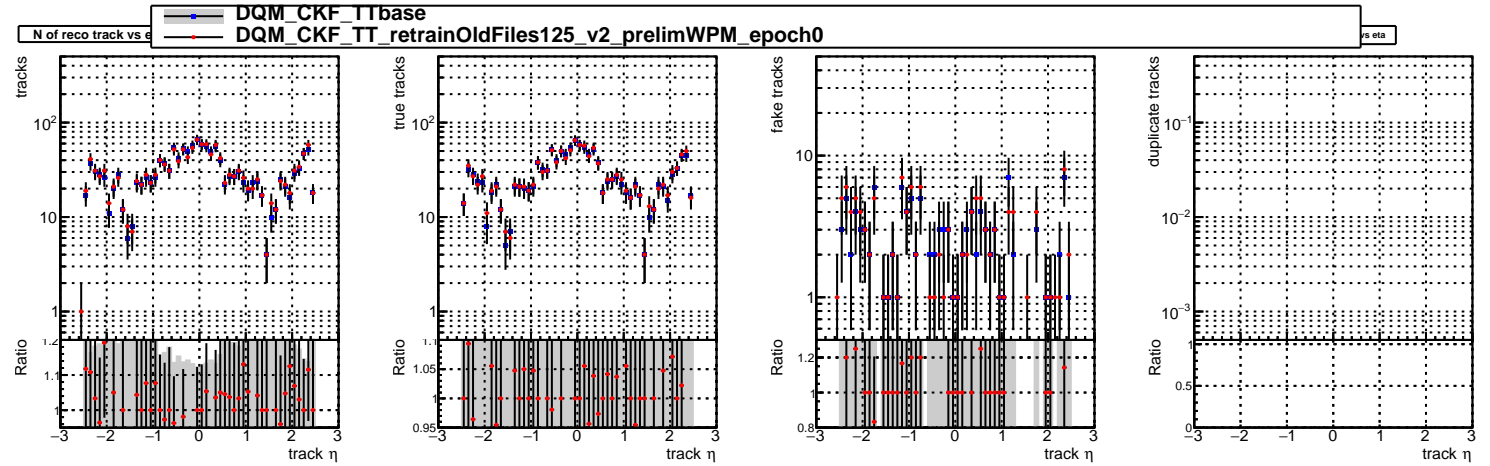 DQM_CKF_TTbase
DQM_CKF_TT_retrainOldFiles125_v2_prelimWPM_epoch0
N of reco track vs e
vs eta
tracks
10²
10
1
Ratio
1.2
1.1
1
−3 −2 −1 0 1 2 3
track η
true tracks
10²
10
1
Ratio
1.1
1.05
1
0.95
−3 −2 −1 0 1 2 3
track η
fake tracks
10
1
Ratio
1.2
1
0.8
−3 −2 −1 0 1 2 3
track η
duplicate tracks
10⁻¹
10⁻²
10⁻³
Ratio
1
0.5
0
−3 −2 −1 0 1 2 3
track η